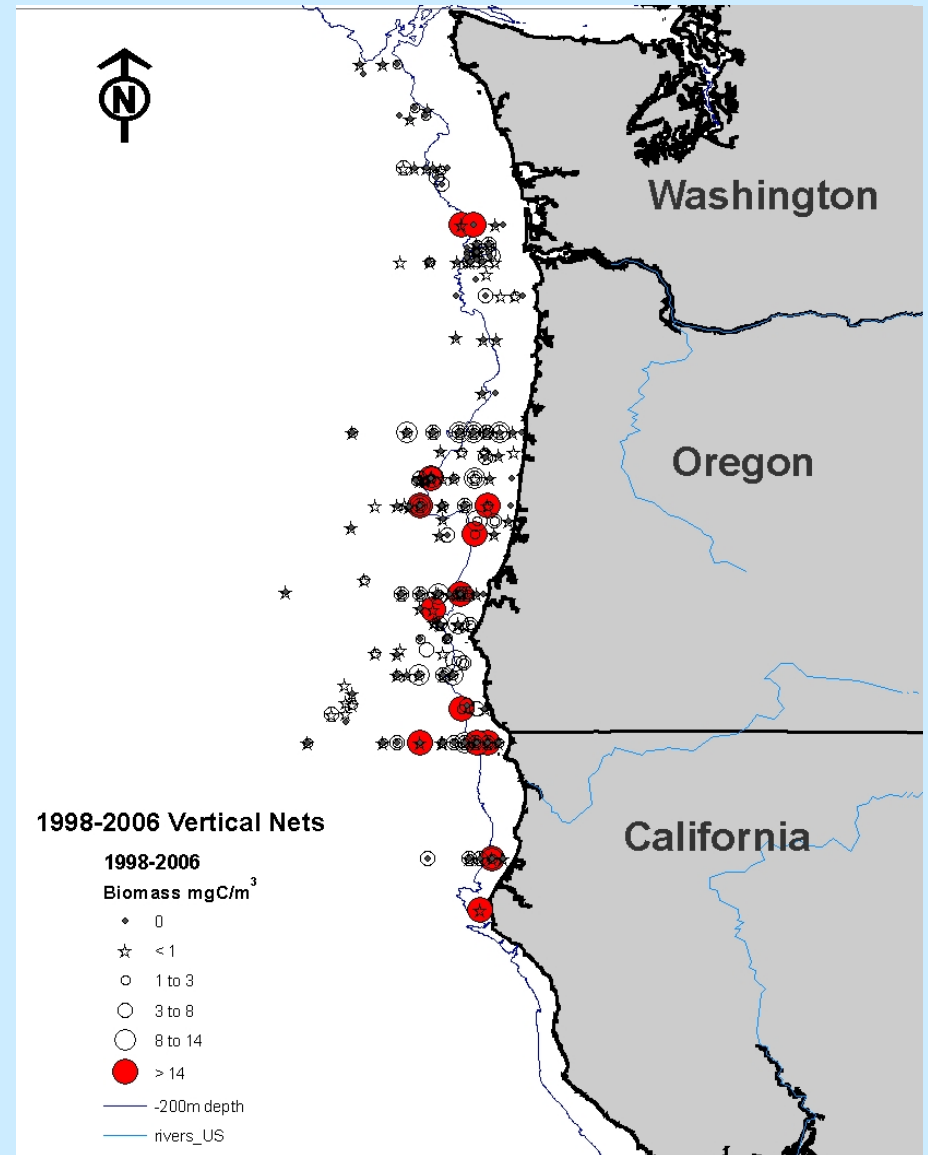 N
Washington
Oregon
California
1998-2006 Vertical Nets
1998-2006
Biomass mgC/m³
0
< 1
1 to 3
3 to 8
8 to 14
> 14
-200m depth
rivers_US